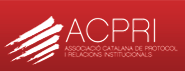 ACPRI
ASSOCIACIÓ CATALANA DE PROTOCOL
I RELACIONS INSTITUCIONALS